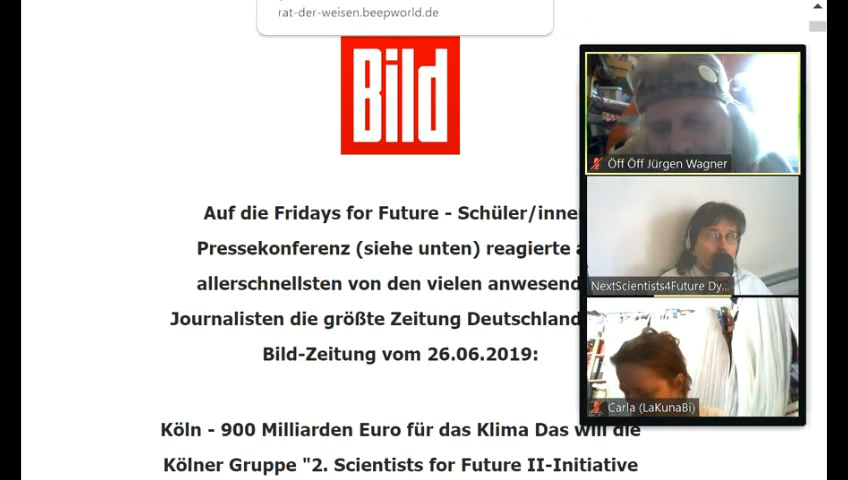 rat-der-weisen.beepworld.de
Bild
Auf die Fridays for Future - Schüler/inne
Pressekonferenz (siehe unten) reagierte a
allerschnellsten von den vielen anwesend
Journalisten die größte Zeitung Deutschland
Bild-Zeitung vom 26.06.2019:
Köln - 900 Milliarden Euro für das Klima Das will die
Kölner Gruppe "2. Scientists for Future II-Initiative
Öff Öff Jürgen Wagner
NextScientists4Future Dy...
Carla (LaKunaBi)